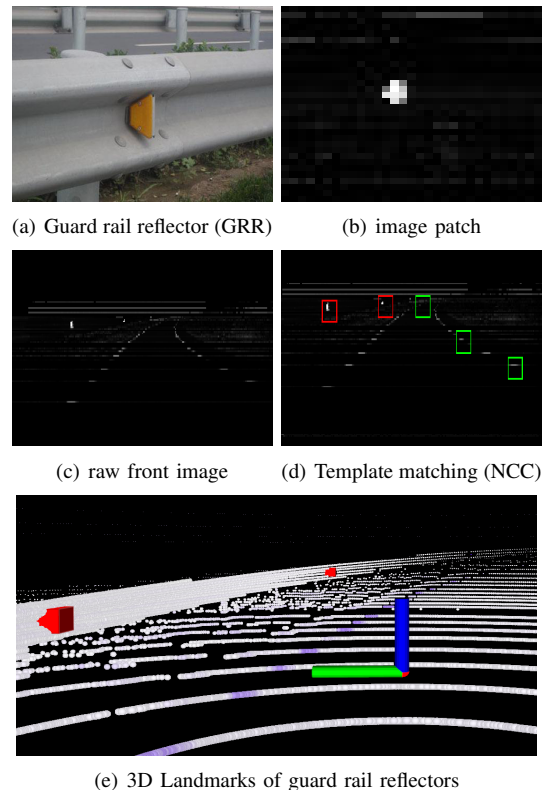 (a) Guard rail reflector (GRR)
(b) image patch
(c) raw front image
(d) Template matching (NCC)
(e) 3D Landmarks of guard rail reflectors